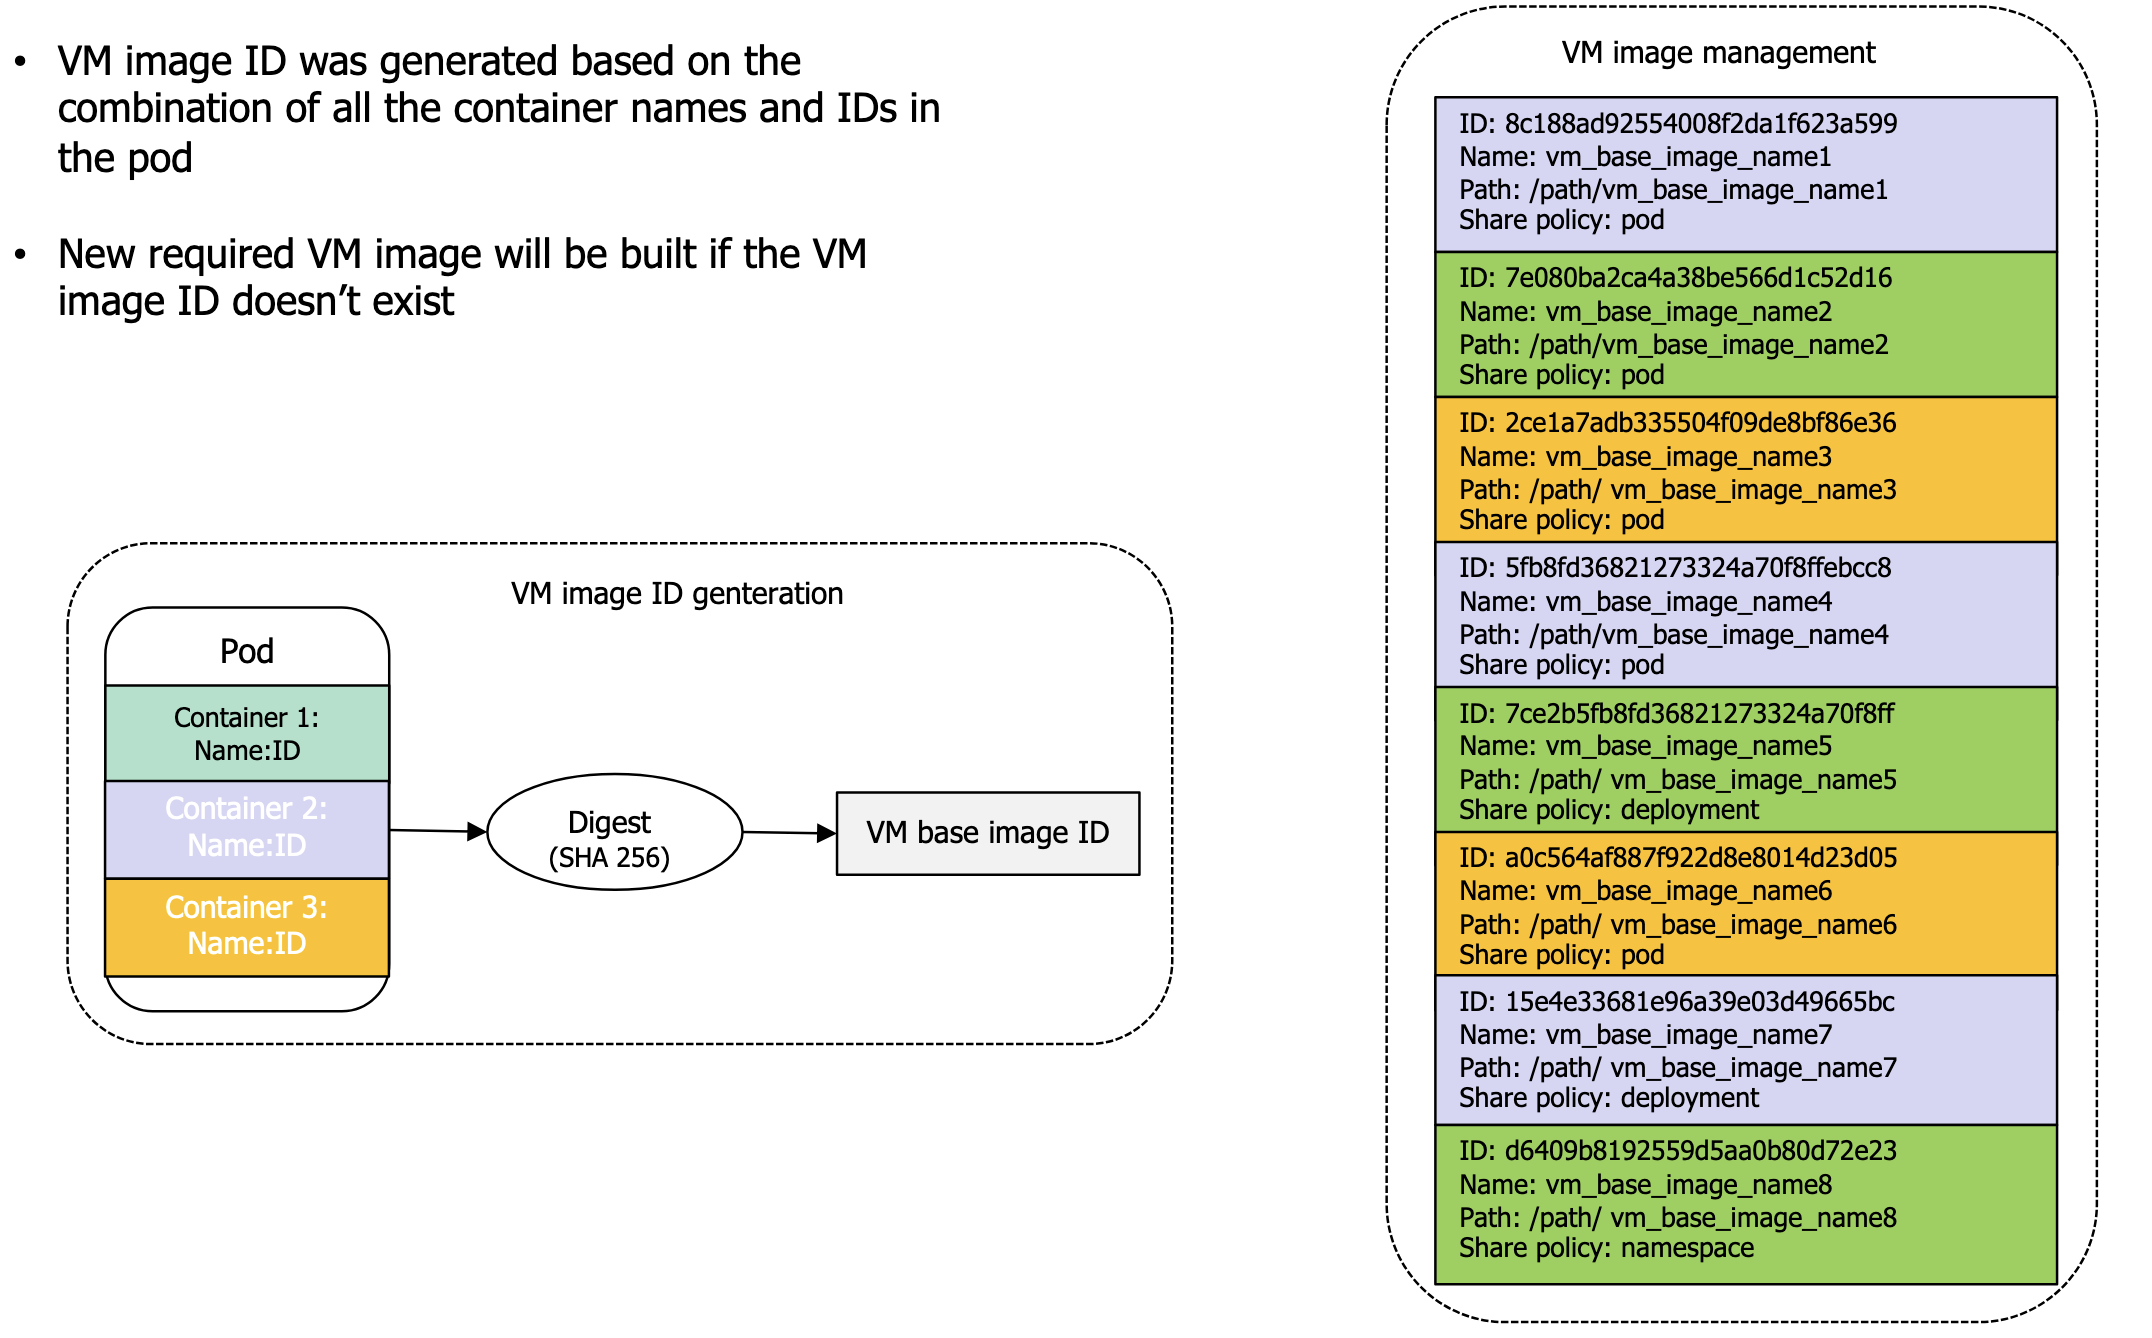 • VM image ID was generated based on the
combination of all the container names and IDs in
the pod
• New required VM image will be built if the VM
image ID doesn’t exist
VM image ID genteration
Pod
Container 1:
Name:ID
Container 2:
Name:ID
Container 3:
Name:ID
Digest
(SHA 256)
VM base image ID
VM image management
ID: 8c188ad92554008f2da1f623a599
Name: vm_base_image_name1
Path: /path/vm_base_image_name1
Share policy: pod
ID: 7e080ba2ca4a38be566d1c52d16
Name: vm_base_image_name2
Path: /path/vm_base_image_name2
Share policy: pod
ID: 2ce1a7adb335504f09de8bf86e36
Name: vm_base_image_name3
Path: /path/ vm_base_image_name3
Share policy: pod
ID: 5fb8fd36821273324a70f8ffebcc8
Name: vm_base_image_name4
Path: /path/vm_base_image_name4
Share policy: pod
ID: 7ce2b5fb8fd36821273324a70f8ff
Name: vm_base_image_name5
Path: /path/ vm_base_image_name5
Share policy: deployment
ID: a0c564af887f922d8e8014d23d05
Name: vm_base_image_name6
Path: /path/ vm_base_image_name6
Share policy: pod
ID: 15e4e33681e96a39e03d49665bc
Name: vm_base_image_name7
Path: /path/ vm_base_image_name7
Share policy: deployment
ID: d6409b8192559d5aa0b80d72e23
Name: vm_base_image_name8
Path: /path/ vm_base_image_name8
Share policy: namespace